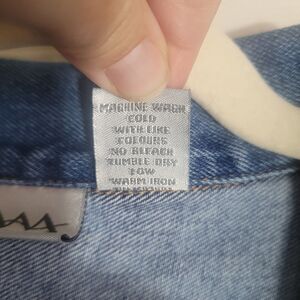 MACHINE WASH
COLD
WITH LIKE
COLOURS
NO BLEACH
TUMBLE DRY
LOW
WARM IRON